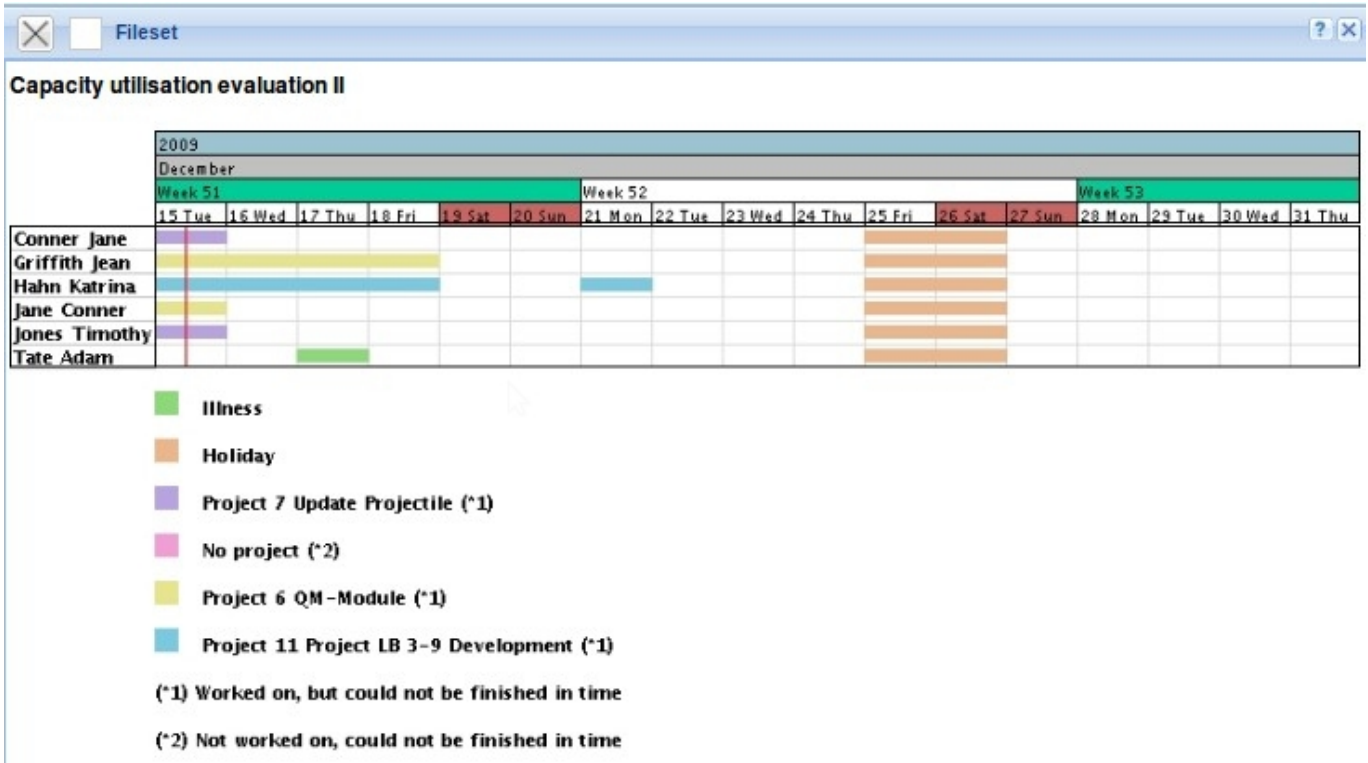 Fileset
?
Capacity utilisation evaluation II
2009
December
Week 51 Week 52 Week 53
15 Tue 16 Wed 17 Thu 18 Fri 19 Sat 20 Sun 21 Mon 22 Tue 23 Wed 24 Thu 25 Fri 26 Sat 27 Sun 28 Mon 29 Tue 30 Wed 31 Thu
Conner Jane
Griffith Jean
Hahn Katrina
Jane Conner
Jones Timothy
Tate Adam
Illness
Holiday
Project 7 Update Projectile (*1)
No project (*2)
Project 6 QM-Module (*1)
Project 11 Project LB 3-9 Development (*1)
(*1) Worked on, but could not be finished in time
(*2) Not worked on, could not be finished in time